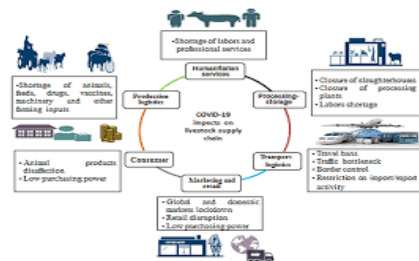 •Shortage of labors and
professional services
Humanitarian
services
•Shortage of animals,
feeds, drugs, vaccines,
machinery and other
farming inputs
Production
logistics
Processing-
storage
• Closure of slaughterhouses
• Closure of processing
plants
• Labors shortage
COVID-19
impacts on
livestock supply
chain
• Animal products
disaffection
• Low purchasing power
Consumer
Transport
logistics
• Travel bans
• Traffic bottleneck
• Border control
• Restriction on import/export
activity
Marketing and
retail
• Global and domestic
markets lockdown
• Retail disruption
• Low purchasing power